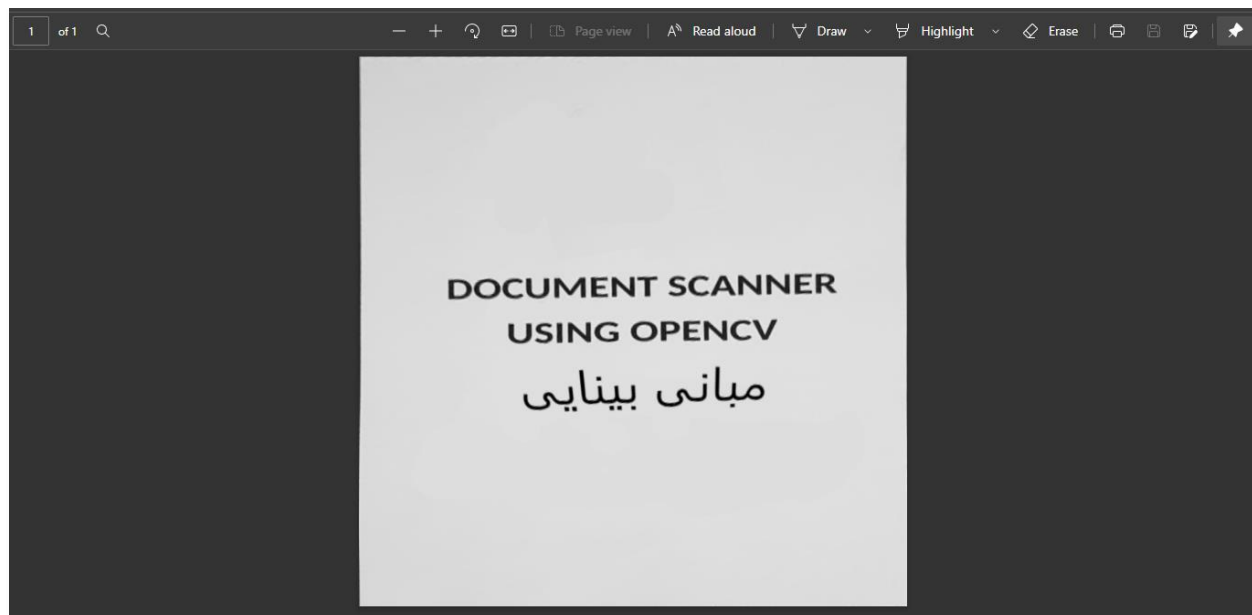 1 of 1 Page view Read aloud Draw Highlight Erase
DOCUMENT SCANNER
USING OPENCV
مبانی بینایی